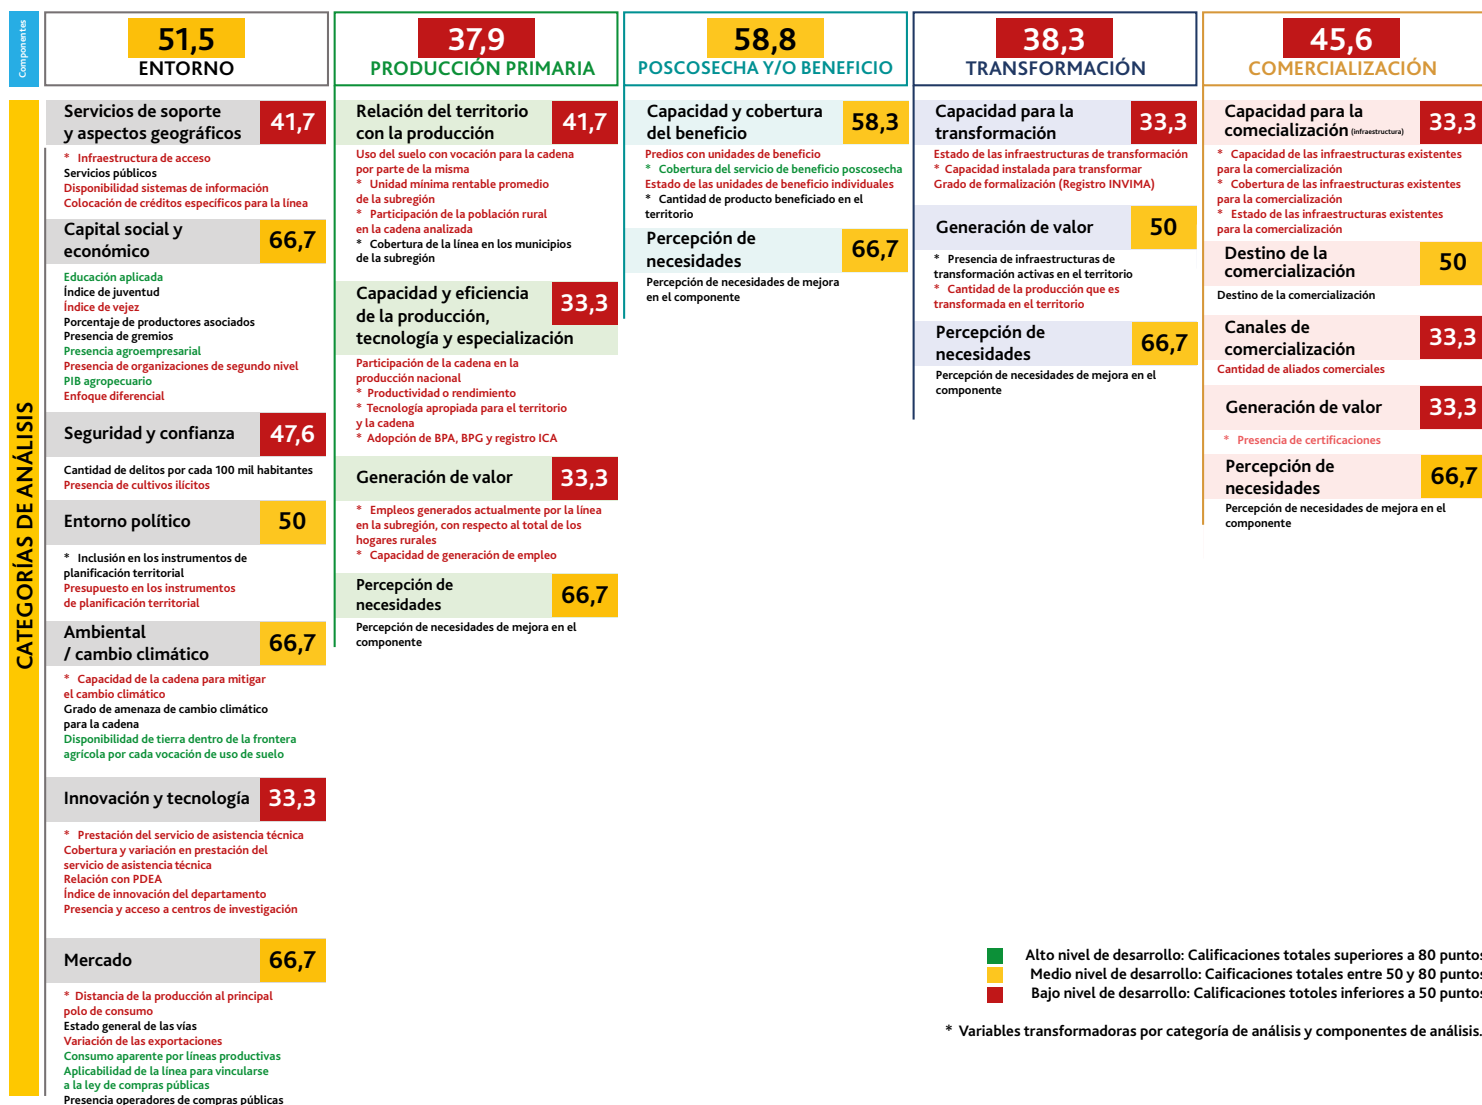 Componentes
CATEGORÍAS DE ANÁLISIS
51,5
ENTORNO
Servicios de soporte
y aspectos geográficos
41,7
* Infraestructura de acceso
Servicios públicos
Disponibilidad sistemas de información
Colocación de créditos específicos para la línea
Capital social y
económico
66,7
Educación aplicada
Índice de juventud
Índice de vejez
Porcentaje de productores asociados
Presencia de gremios
Presencia agroempresarial
Presencia de organizaciones de segundo nivel
PIB agropecuario
Enfoque diferencial
Seguridad y confianza
47,6
Cantidad de delitos por cada 100 mil habitantes
Presencia de cultivos ilícitos
Entorno político
50
* Inclusión en los instrumentos de
planificación territorial
Presupuesto en los instrumentos
de planificación territorial
Ambiental
/ cambio climático
66,7
* Capacidad de la cadena para mitigar
el cambio climático
Grado de amenaza de cambio climático
para la cadena
Disponibilidad de tierra dentro de la frontera
agrícola por cada vocación de uso de suelo
Innovación y tecnología
33,3
* Prestación del servicio de asistencia técnica
Cobertura y variación en prestación del
servicio de asistencia técnica
Relación con PDEA
Índice de innovación del departamento
Presencia y acceso a centros de investigación
Mercado
66,7
* Distancia de la producción al principal
polo de consumo
Estado general de las vías
Variación de las exportaciones
Consumo aparente por líneas productivas
Aplicabilidad de la línea para vincularse
a la ley de compras públicas
Presencia operadores de compras públicas
37,9
PRODUCCIÓN PRIMARIA
Relación del territorio
con la producción
41,7
Uso del suelo con vocación para la cadena
por parte de la misma
* Unidad mínima rentable promedio
de la subregión
* Participación de la población rural
en la cadena analizada
* Cobertura de la línea en los municipios
de la subregión
Capacidad y eficiencia
de la producción,
tecnología y especialización
33,3
Participación de la cadena en la
producción nacional
* Productividad o rendimiento
* Tecnología apropiada para el territorio
y la cadena
* Adopción de BPA, BPG y registro ICA
Generación de valor
33,3
* Empleos generados actualmente por la línea
en la subregión, con respecto al total de los
hogares rurales
* Capacidad de generación de empleo
Percepción de
necesidades
66,7
Percepción de necesidades de mejora en el
componente
58,8
POSCOSECHA Y/O BENEFICIO
Capacidad y cobertura
del beneficio
58,3
Predios con unidades de beneficio
* Cobertura del servicio de beneficio poscosecha
Estado de las unidades de beneficio individuales
* Cantidad de producto beneficiado en el
territorio
Percepción de
necesidades
66,7
Percepción de necesidades de mejora
en el componente
38,3
TRANSFORMACIÓN
Capacidad para la
transformación
33,3
Estado de las infraestructuras de transformación
* Capacidad instalada para transformar
Grado de formalización (Registro INVIMA)
Generación de valor
50
* Presencia de infraestructuras de
transformación activas en el territorio
* Cantidad de la producción que es
transformada en el territorio
Percepción de
necesidades
66,7
Percepción de necesidades de mejora en el
componente
45,6
COMERCIALIZACIÓN
Capacidad para la
comecialización (infraestructura)
33,3
* Capacidad de las infraestructuras existentes
para la comercialización
* Cobertura de las infraestructuras existentes
para la comercialización
* Estado de las infraestructuras existentes
para la comercialización
Destino de la
comercialización
50
Destino de la comercialización
Canales de
comercialización
33,3
Cantidad de aliados comerciales
Generación de valor
33,3
* Presencia de certificaciones
Percepción de
necesidades
66,7
Percepción de necesidades de mejora en el
componente
Alto nivel de desarrollo: Calificaciones totales superiores a 80 puntos
Medio nivel de desarrollo: Caificaciones totales entre 50 y 80 puntos
Bajo nivel de desarrollo: Calificaciones totoles inferiores a 50 puntos
* Variables transformadoras por categoría de análisis y componentes de análisis.